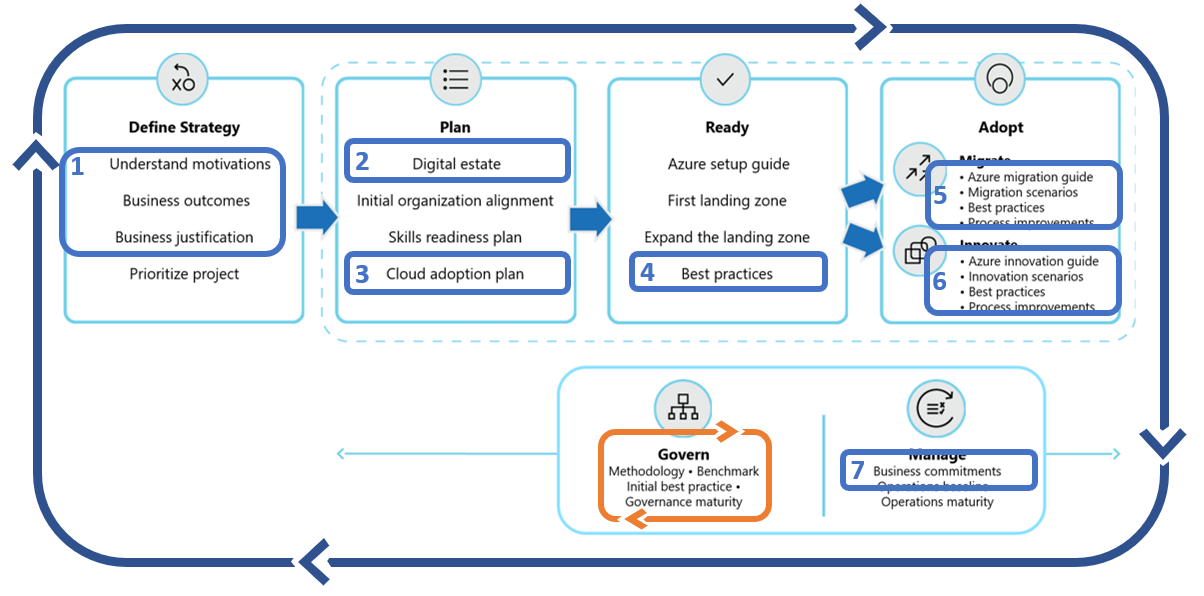 Define Strategy
1
Understand motivations
Business outcomes
Business justification
Prioritize project
Plan
2
Digital estate
Initial organization alignment
Skills readiness plan
3
Cloud adoption plan
Ready
Azure setup guide
First landing zone
Expand the landing zone
4
Best practices
Adopt
Migrate
5
• Azure migration guide
• Migration scenarios
• Best practices
• Process improvements
Innovate
6
• Azure innovation guide
• Innovation scenarios
• Best practices
• Process improvements
Govern
Methodology • Benchmark
Initial best practice •
Governance maturity
Manage
7
Business commitments
Operations baseline
Operations maturity